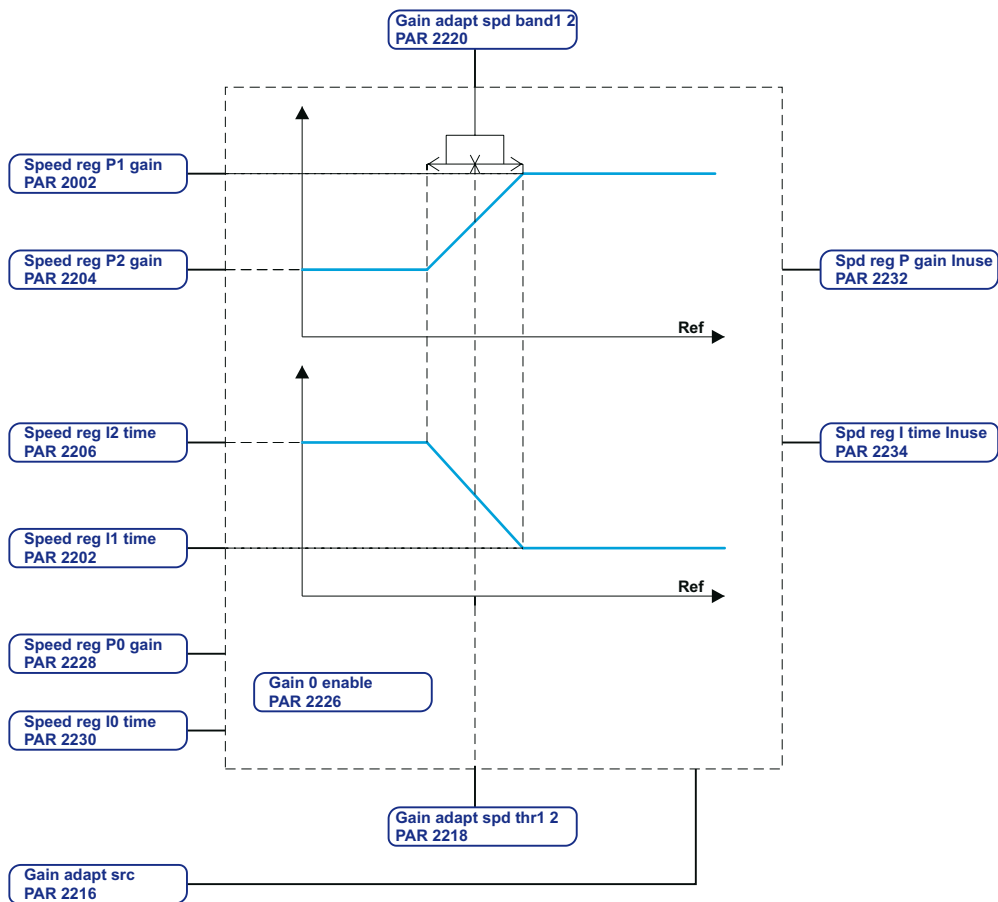 Gain adapt spd band1 2
PAR 2220
Speed reg P1 gain
PAR 2002
Speed reg P2 gain
PAR 2204
Spd reg P gain Inuse
PAR 2232
Ref
Speed reg I2 time
PAR 2206
Spd reg I time Inuse
PAR 2234
Speed reg I1 time
PAR 2202
Ref
Speed reg P0 gain
PAR 2228
Gain 0 enable
PAR 2226
Speed reg I0 time
PAR 2230
Gain adapt spd thr1 2
PAR 2218
Gain adapt src
PAR 2216